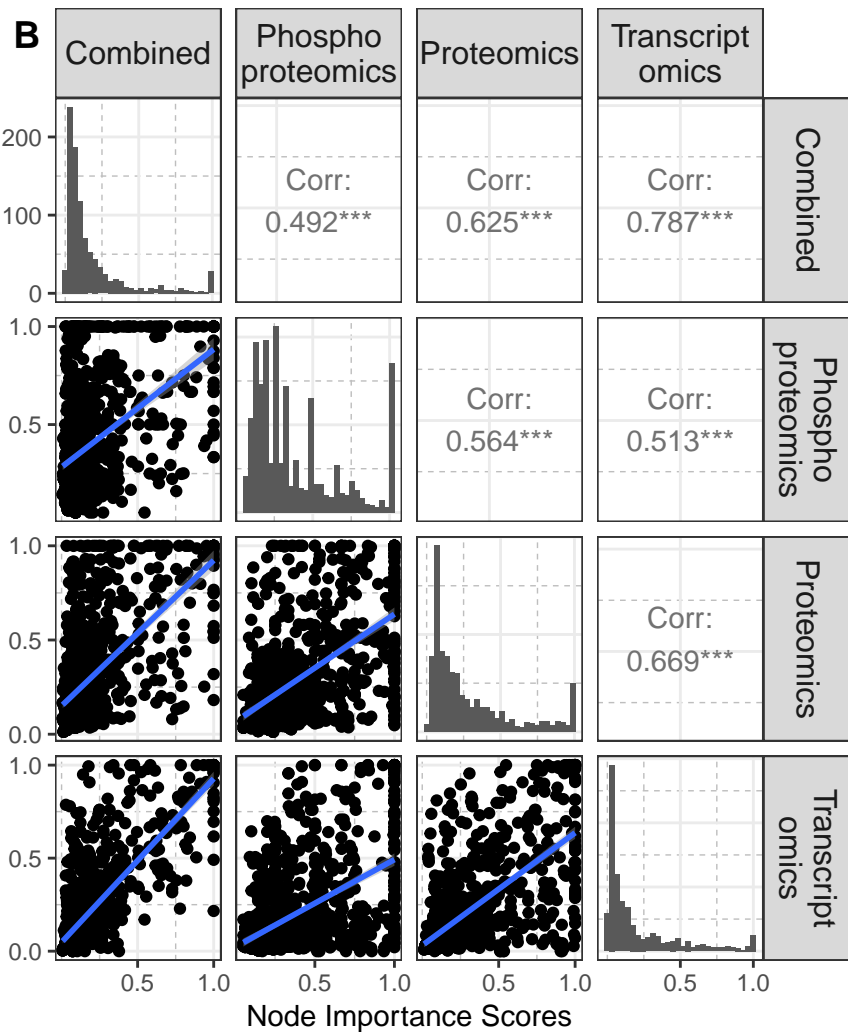 B
Combined
Phospho
proteomics
Proteomics
Transcript
omics
200
100
0
Corr:
0.492***
Corr:
0.625***
Corr:
0.787***
Combined
1.0
0.5
Corr:
0.564***
Corr:
0.513***
Phospho
proteomics
1.0
0.5
0.0
Corr:
0.669***
Proteomics
1.0
0.5
0.0
Transcript
omics
0.5 1.0
0.5 1.0
0.5 1.0
0.5 1.0
Node Importance Scores